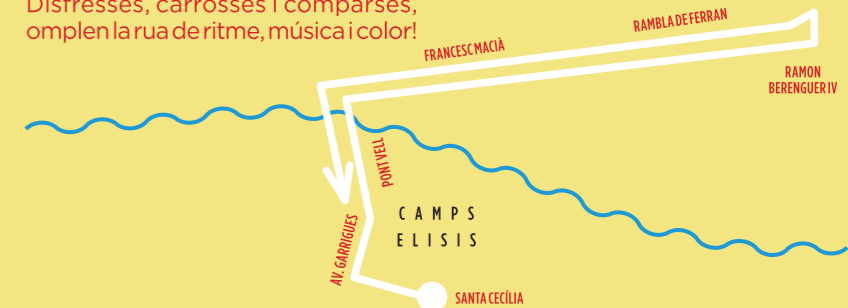 Disfresses, carrosses i comparses,
omplen la rua de ritme, música i color!
FRANCESC MACIÀ
RAMBLA DE FERRAN
RAMON
BERENGUER IV
PONT VELL
CAMPS
ELISIS
AV. GARRIGUES
SANTA CECÍLIA